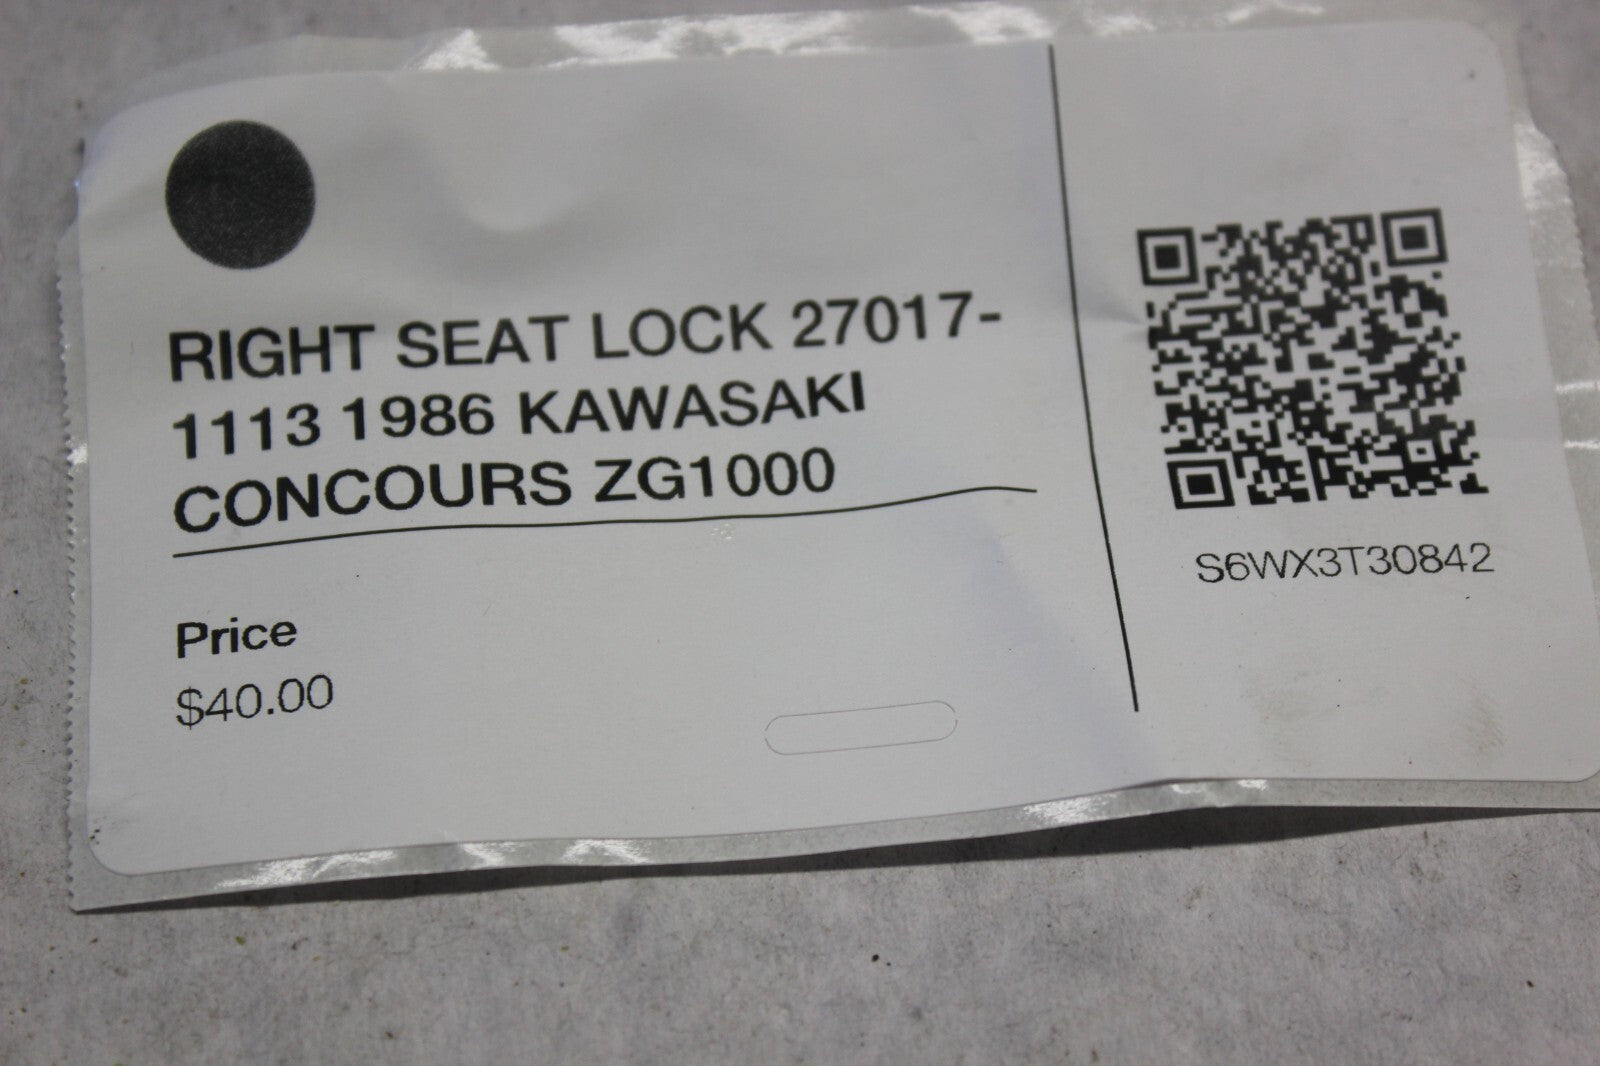 RIGHT SEAT LOCK 27017-
1113 1986 KAWASAKI
CONCOURS ZG1000
Price
$40.00
S6WX3T30842